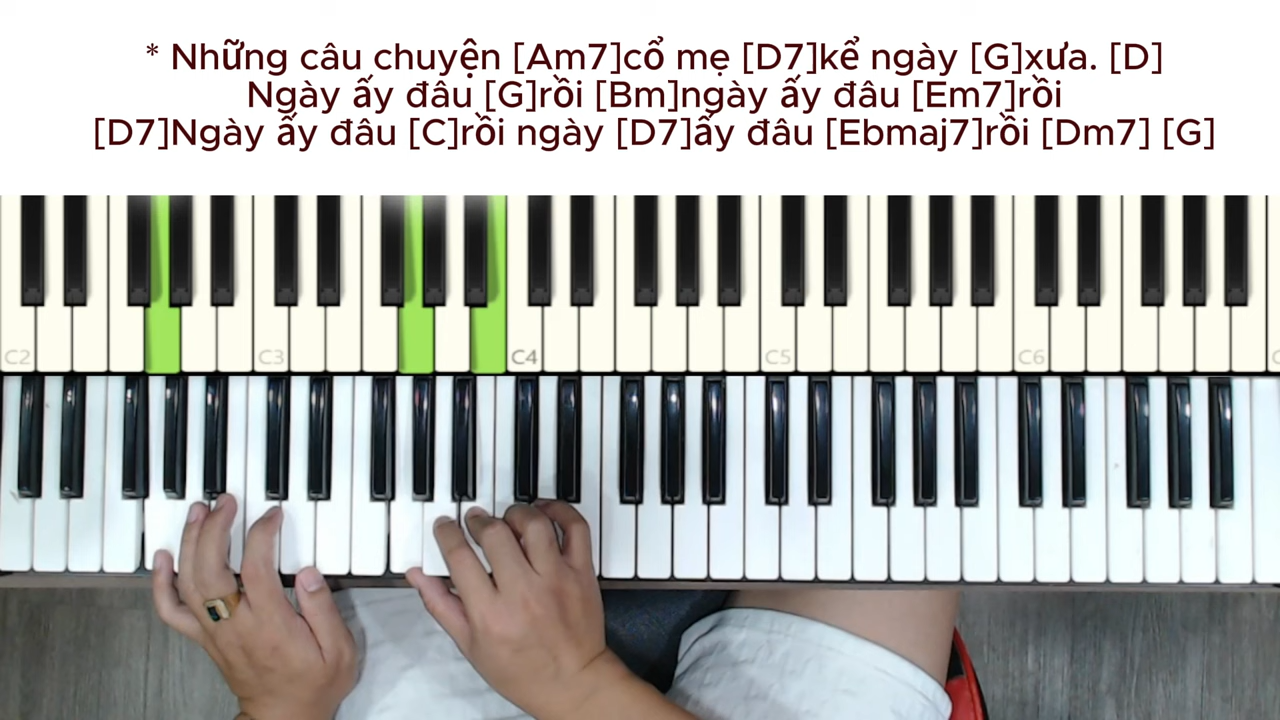 * Những câu chuyện [Am7]cổ mẹ [D7]kể ngày [G]xưa. [D]
Ngày ấy đâu [G]rồi [Bm]ngày ấy đâu [Em7]rồi
[D7]Ngày ấy đâu [C]rồi ngày [D7]ấy đâu [Ebmaj7]rồi [Dm7] [G]
C2 C3 C4 C5 C6